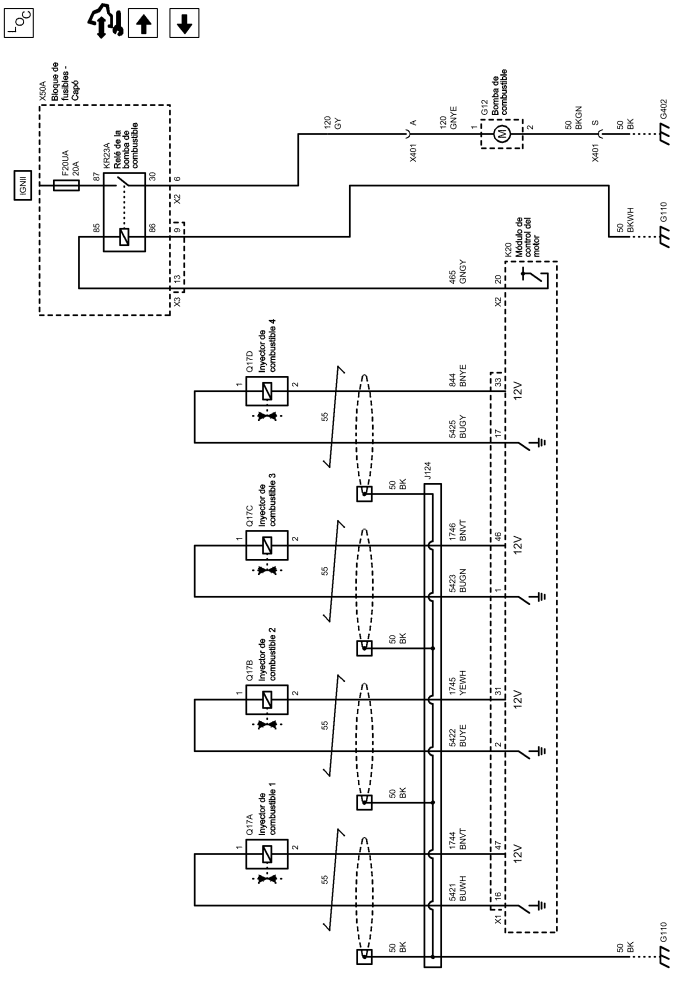 LOC
X50A
Bloque de
fusibles -
Capó
IGNII
F20UA
20A
KR23A
Relé de la
bomba de
combustible
87
30
85
86
6
X2
9
13
X3
120
GY
A
X401
120
GNYE
1
G12
Bomba de
combustible
M
2
50
BKGN
S
X401
50
BK
G402
50
BKWH
G110
465
GNGY
20
X2
K20
Módulo de
control del
motor
Q17D
Inyector de
combustible 4
1
2
55
844
BNYE
33
12V
5425
BUGY
17
50
BK
J124
Q17C
Inyector de
combustible 3
1
2
55
1746
BNVT
46
12V
5423
BUGN
1
50
BK
Q17B
Inyector de
combustible 2
1
2
55
1745
YEWH
31
12V
5422
BUYE
2
50
BK
Q17A
Inyector de
combustible 1
1
2
55
1744
BNVT
47
12V
5421
BUWH
16
X1
50
BK
50
BK
G110